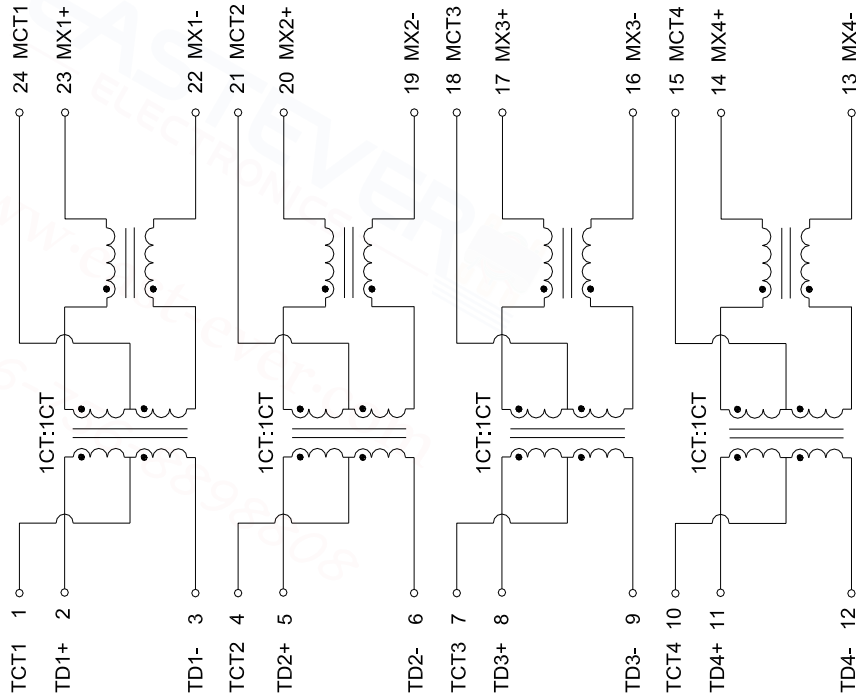 24 MCT1
23 MX1+
22 MX1-
21 MCT2
20 MX2+
19 MX2-
18 MCT3
17 MX3+
16 MX3-
15 MCT4
14 MX4+
13 MX4-
1CT:1CT
1CT:1CT
1CT:1CT
1CT:1CT
TCT1 1
TD1+ 2
TD1- 3
TCT2 4
TD2+ 5
TD2- 6
TCT3 7
TD3+ 8
TD3- 9
TCT4 10
TD4+ 11
TD4- 12
ELECTRONICS